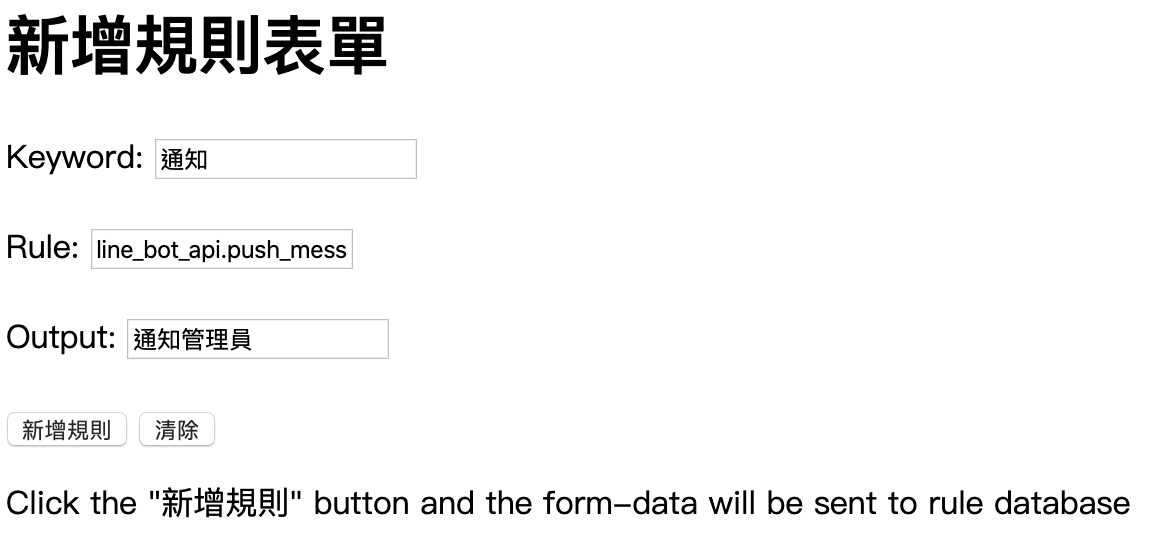 新增規則表單
Keyword: 通知
Rule: line_bot_api.push_mess
Output: 通知管理員
新增規則 清除
Click the "新增規則" button and the form-data will be sent to rule database